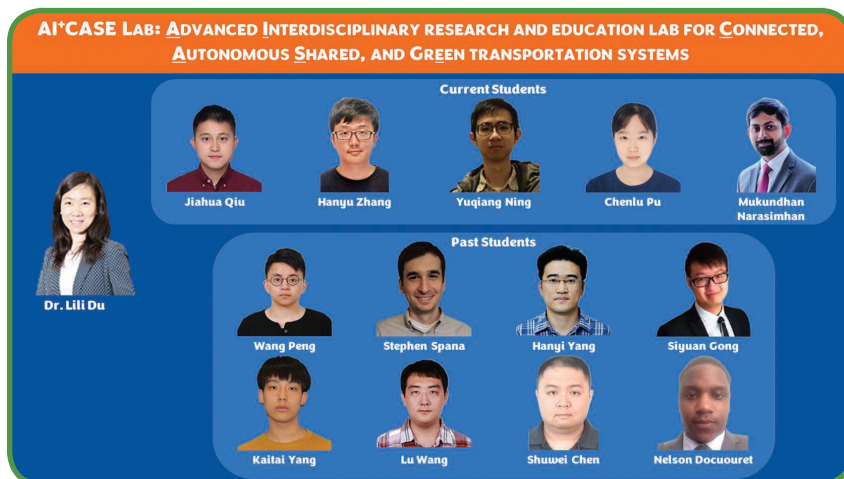 AI⁺CASE LAB: ADVANCED INTERDISCIPLINARY RESEARCH AND EDUCATION LAB FOR CONNECTED,
AUTONOMOUS SHARED, AND GREEN TRANSPORTATION SYSTEMS
Current Students
Jiahua Qiu
Hanyu Zhang
Yuqiang Ning
Chenlu Pu
Mukundhan
Narasimhan
Dr. Lili Du
Past Students
Wang Peng
Stephen Spana
Hanyi Yang
Siyuan Gong
Kaitai Yang
Lu Wang
Shuwei Chen
Nelson Docuouret